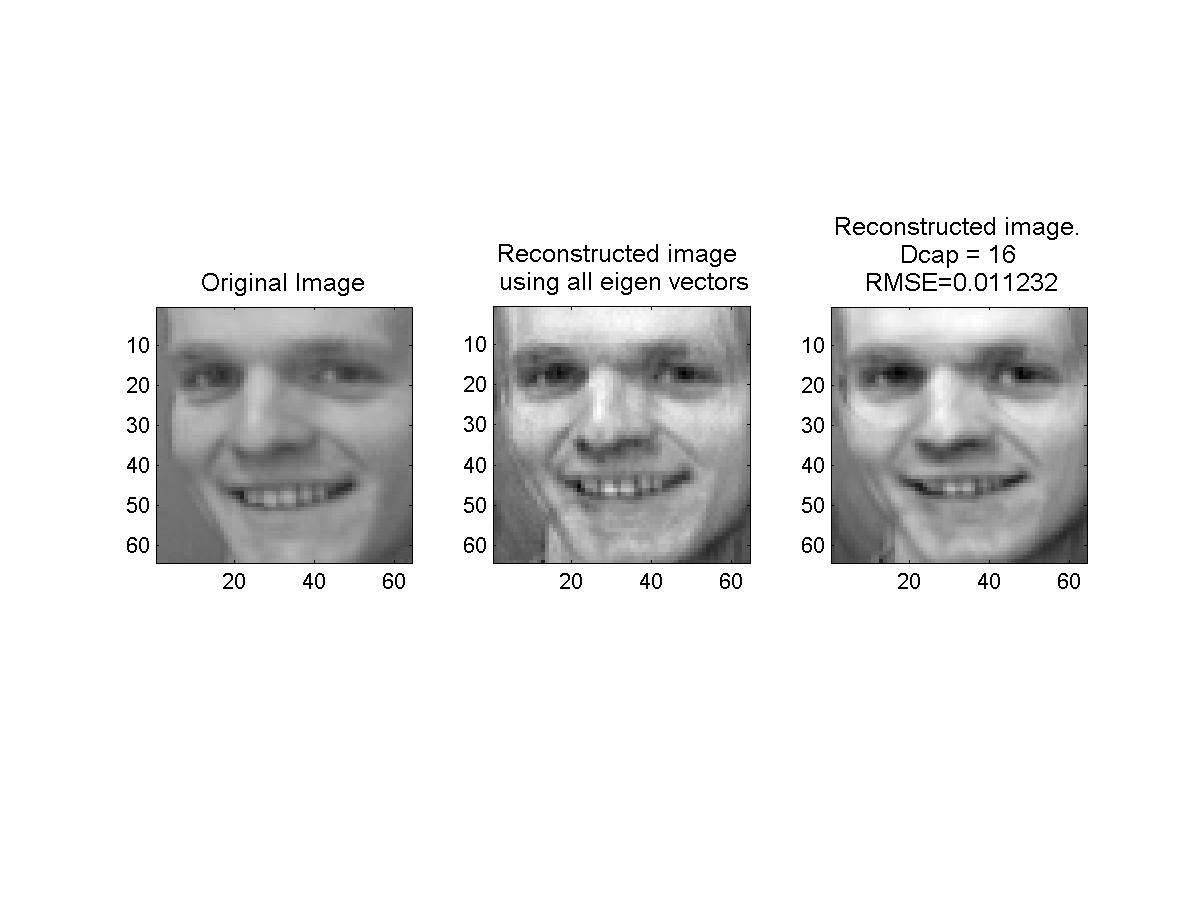 Original Image
10
20
30
40
50
60
20 40 60
Reconstructed image
using all eigen vectors
10
20
30
40
50
60
20 40 60
Reconstructed image.
Dcap = 16
RMSE=0.011232
10
20
30
40
50
60
20 40 60